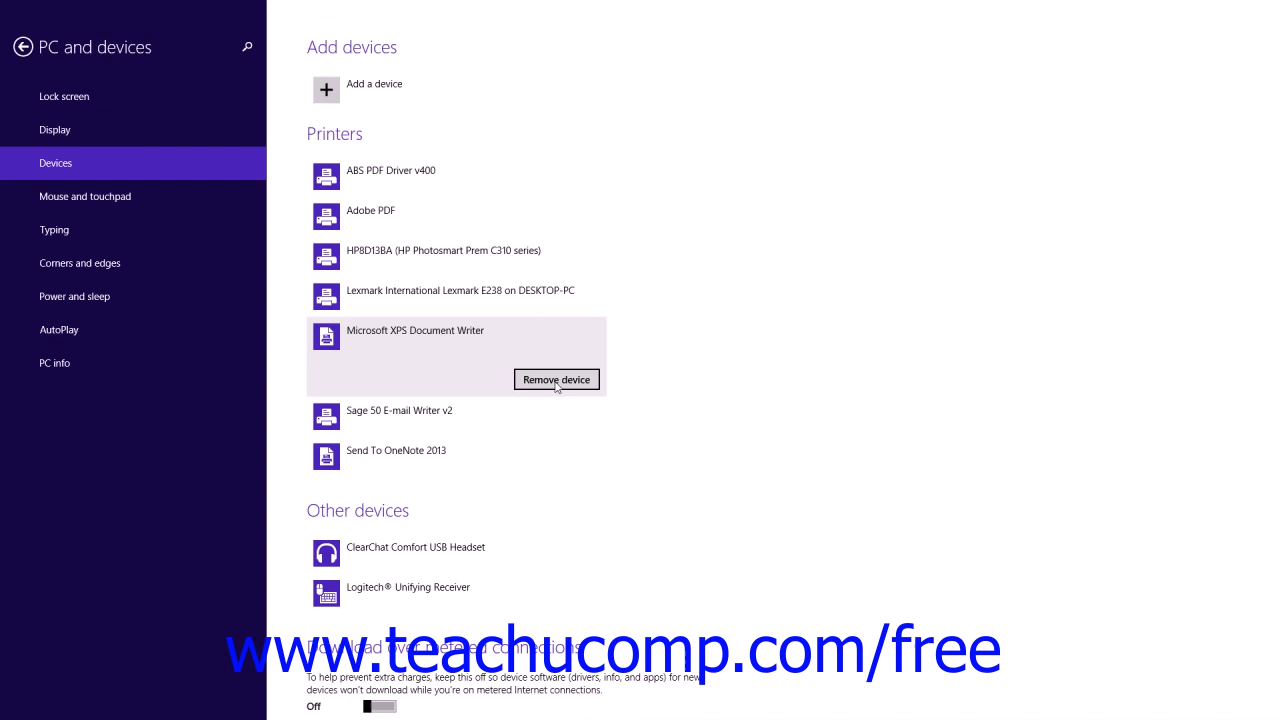 PC and devices
Lock screen
Display
Devices
Mouse and touchpad
Typing
Corners and edges
Power and sleep
AutoPlay
PC info
Add devices
Add a device
Printers
ABS PDF Driver v400
Adobe PDF
HP8D13BA (HP Photosmart Prem C310 series)
Lexmark International Lexmark E238 on DESKTOP-PC
Microsoft XPS Document Writer
Remove device
Sage 50 E-mail Writer v2
Send To OneNote 2013
Other devices
ClearChat Comfort USB Headset
Logitech® Unifying Receiver
Download over metered connections
www.teachucomp.com/free
To help prevent extra charges, keep this off so device software (drivers, info, and apps) for new
devices won't download while you're on metered Internet connections.
Off